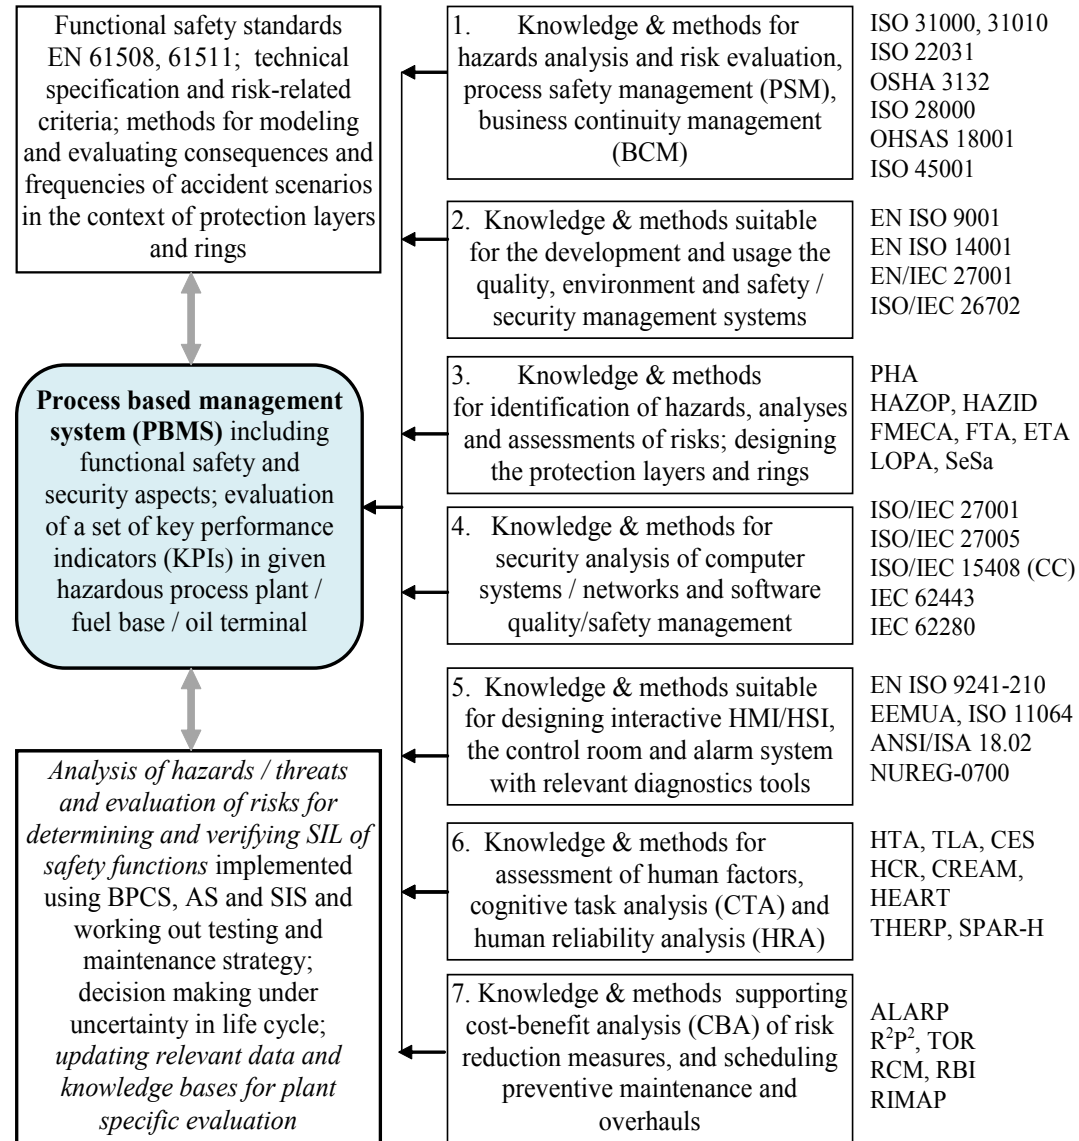 Functional safety standards
EN 61508, 61511; technical
specification and risk-related
criteria; methods for modeling
and evaluating consequences and
frequencies of accident scenarios
in the context of protection layers
and rings
Process based management
system (PBMS) including
functional safety and
security aspects; evaluation
of a set of key performance
indicators (KPIs) in given
hazardous process plant /
fuel base / oil terminal
Analysis of hazards / threats
and evaluation of risks for
determining and verifying SIL of
safety functions implemented
using BPCS, AS and SIS and
working out testing and
maintenance strategy;
decision making under
uncertainty in life cycle;
updating relevant data and
knowledge bases for plant
specific evaluation
1. Knowledge & methods for
hazards analysis and risk evaluation,
process safety management (PSM),
business continuity management
(BCM)
ISO 31000, 31010
ISO 22031
OSHA 3132
ISO 28000
OHSAS 18001
ISO 45001
2. Knowledge & methods suitable
for the development and usage the
quality, environment and safety /
security management systems
EN ISO 9001
EN ISO 14001
EN/IEC 27001
ISO/IEC 26702
3. Knowledge & methods
for identification of hazards, analyses
and assessments of risks; designing
the protection layers and rings
PHA
HAZOP, HAZID
FMECA, FTA, ETA
LOPA, SeSa
4. Knowledge & methods for
security analysis of computer
systems / networks and software
quality/safety management
ISO/IEC 27001
ISO/IEC 27005
ISO/IEC 15408 (CC)
IEC 62443
IEC 62280
5. Knowledge & methods suitable
for designing interactive HMI/HSI,
the control room and alarm system
with relevant diagnostics tools
EN ISO 9241-210
EEMUA, ISO 11064
ANSI/ISA 18.02
NUREG-0700
6. Knowledge & methods for
assessment of human factors,
cognitive task analysis (CTA) and
human reliability analysis (HRA)
HTA, TLA, CES
HCR, CREAM,
HEART
THERP, SPAR-H
7. Knowledge & methods supporting
cost-benefit analysis (CBA) of risk
reduction measures, and scheduling
preventive maintenance and
overhauls
ALARP
R²P², TOR
RCM, RBI
RIMAP